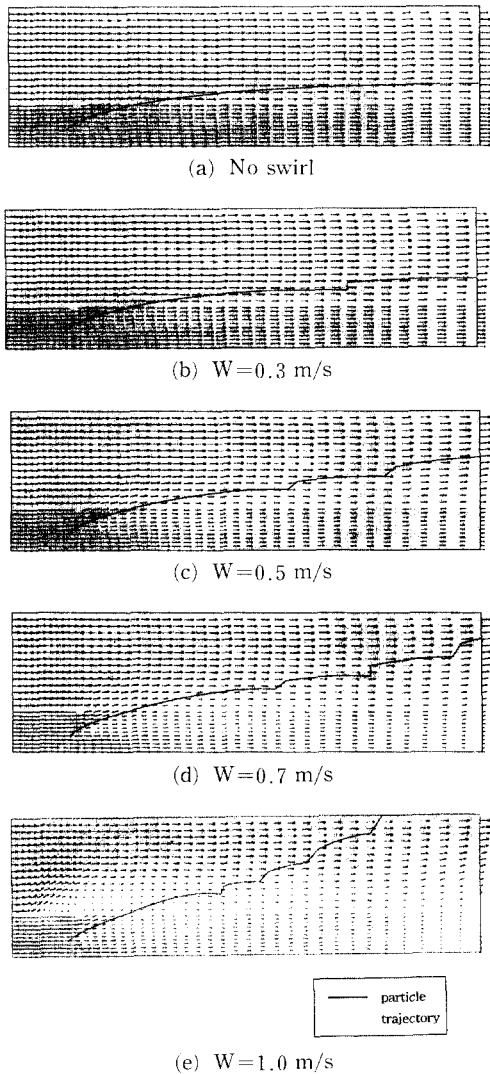 (a) No swirl
(b) W=0.3 m/s
(c) W=0.5 m/s
(d) W=0.7 m/s
particle
trajectory
(e) W=1.0 m/s